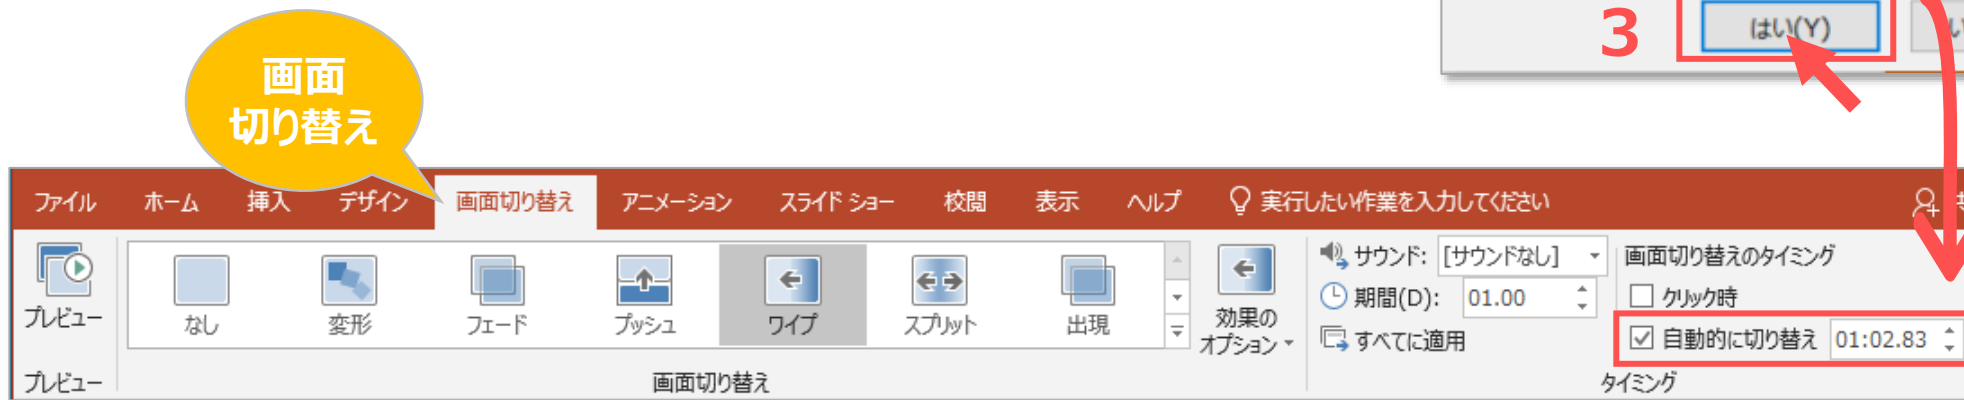 3
はい(Y)
画面
切り替え
ファイル ホーム 挿入 デザイン 画面切り替え アニメーション スライド ショー 校閲 表示 ヘルプ 実行したい作業を入力してください
プレビュー
なし 変形 フェード プッシュ ワイプ スプリット 出現
効果の
オプション
サウンド: [サウンドなし]
期間(D): 01.00
すべてに適用
画面切り替えのタイミング
クリック時
自動的に切り替え 01:02.83
プレビュー 画面切り替え タイミング